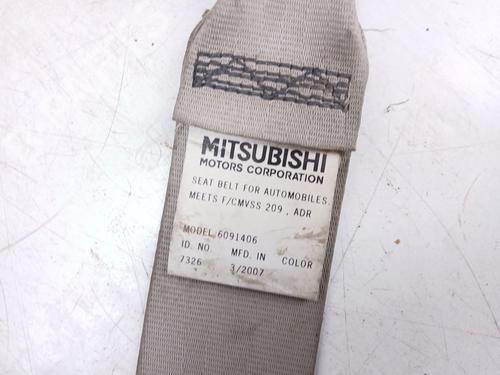 MITSUBISHI
MOTORS CORPORATION
SEAT BELT FOR AUTOMOBILES.
MEETS F/CMVSS 209 , ADR
MODEL 6091406
ID. NO. MFD. IN COLOR
7326 3/2007